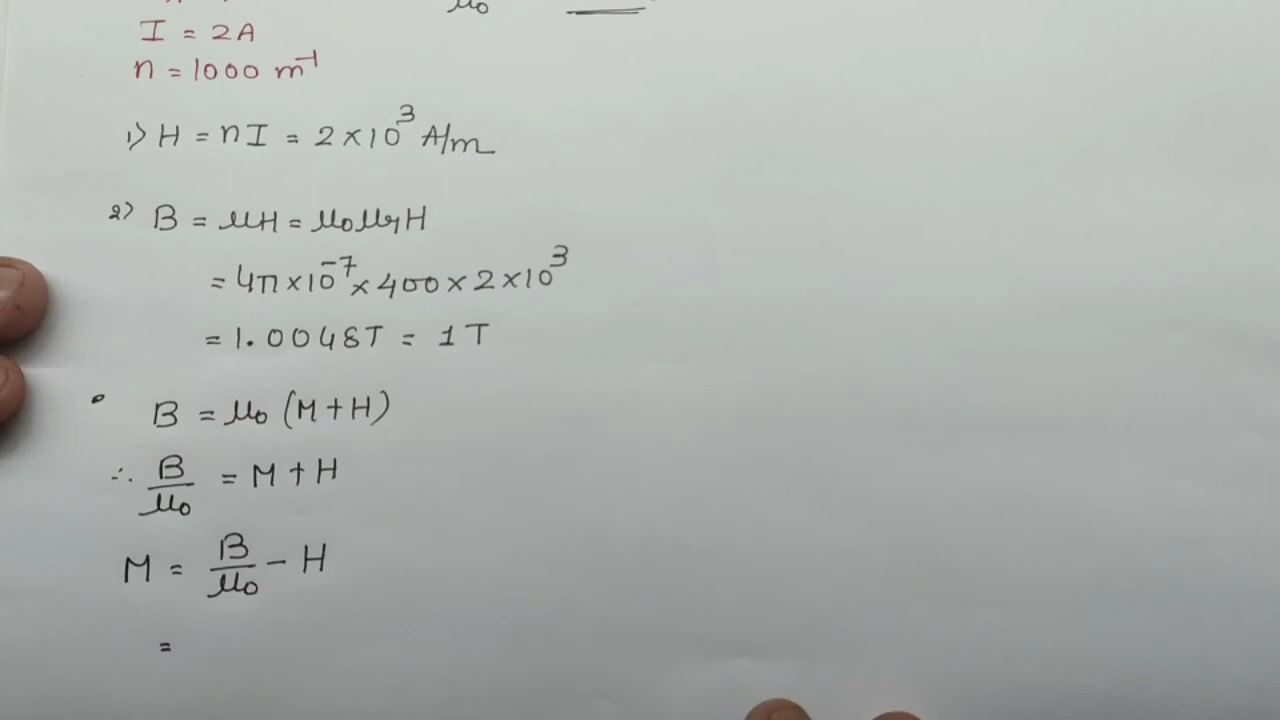 μ₀
I = 2A
n = 1000 m⁻¹
1) H = nI = 2×10³ A/m
2) B = μH = μ₀μᵣH
= 4π×10⁻⁷×400×2×10³
= 1.0048T = 1T
B = μ₀ (M+H)
∴ B/μ₀ = M+H
M = B/μ₀ - H
=